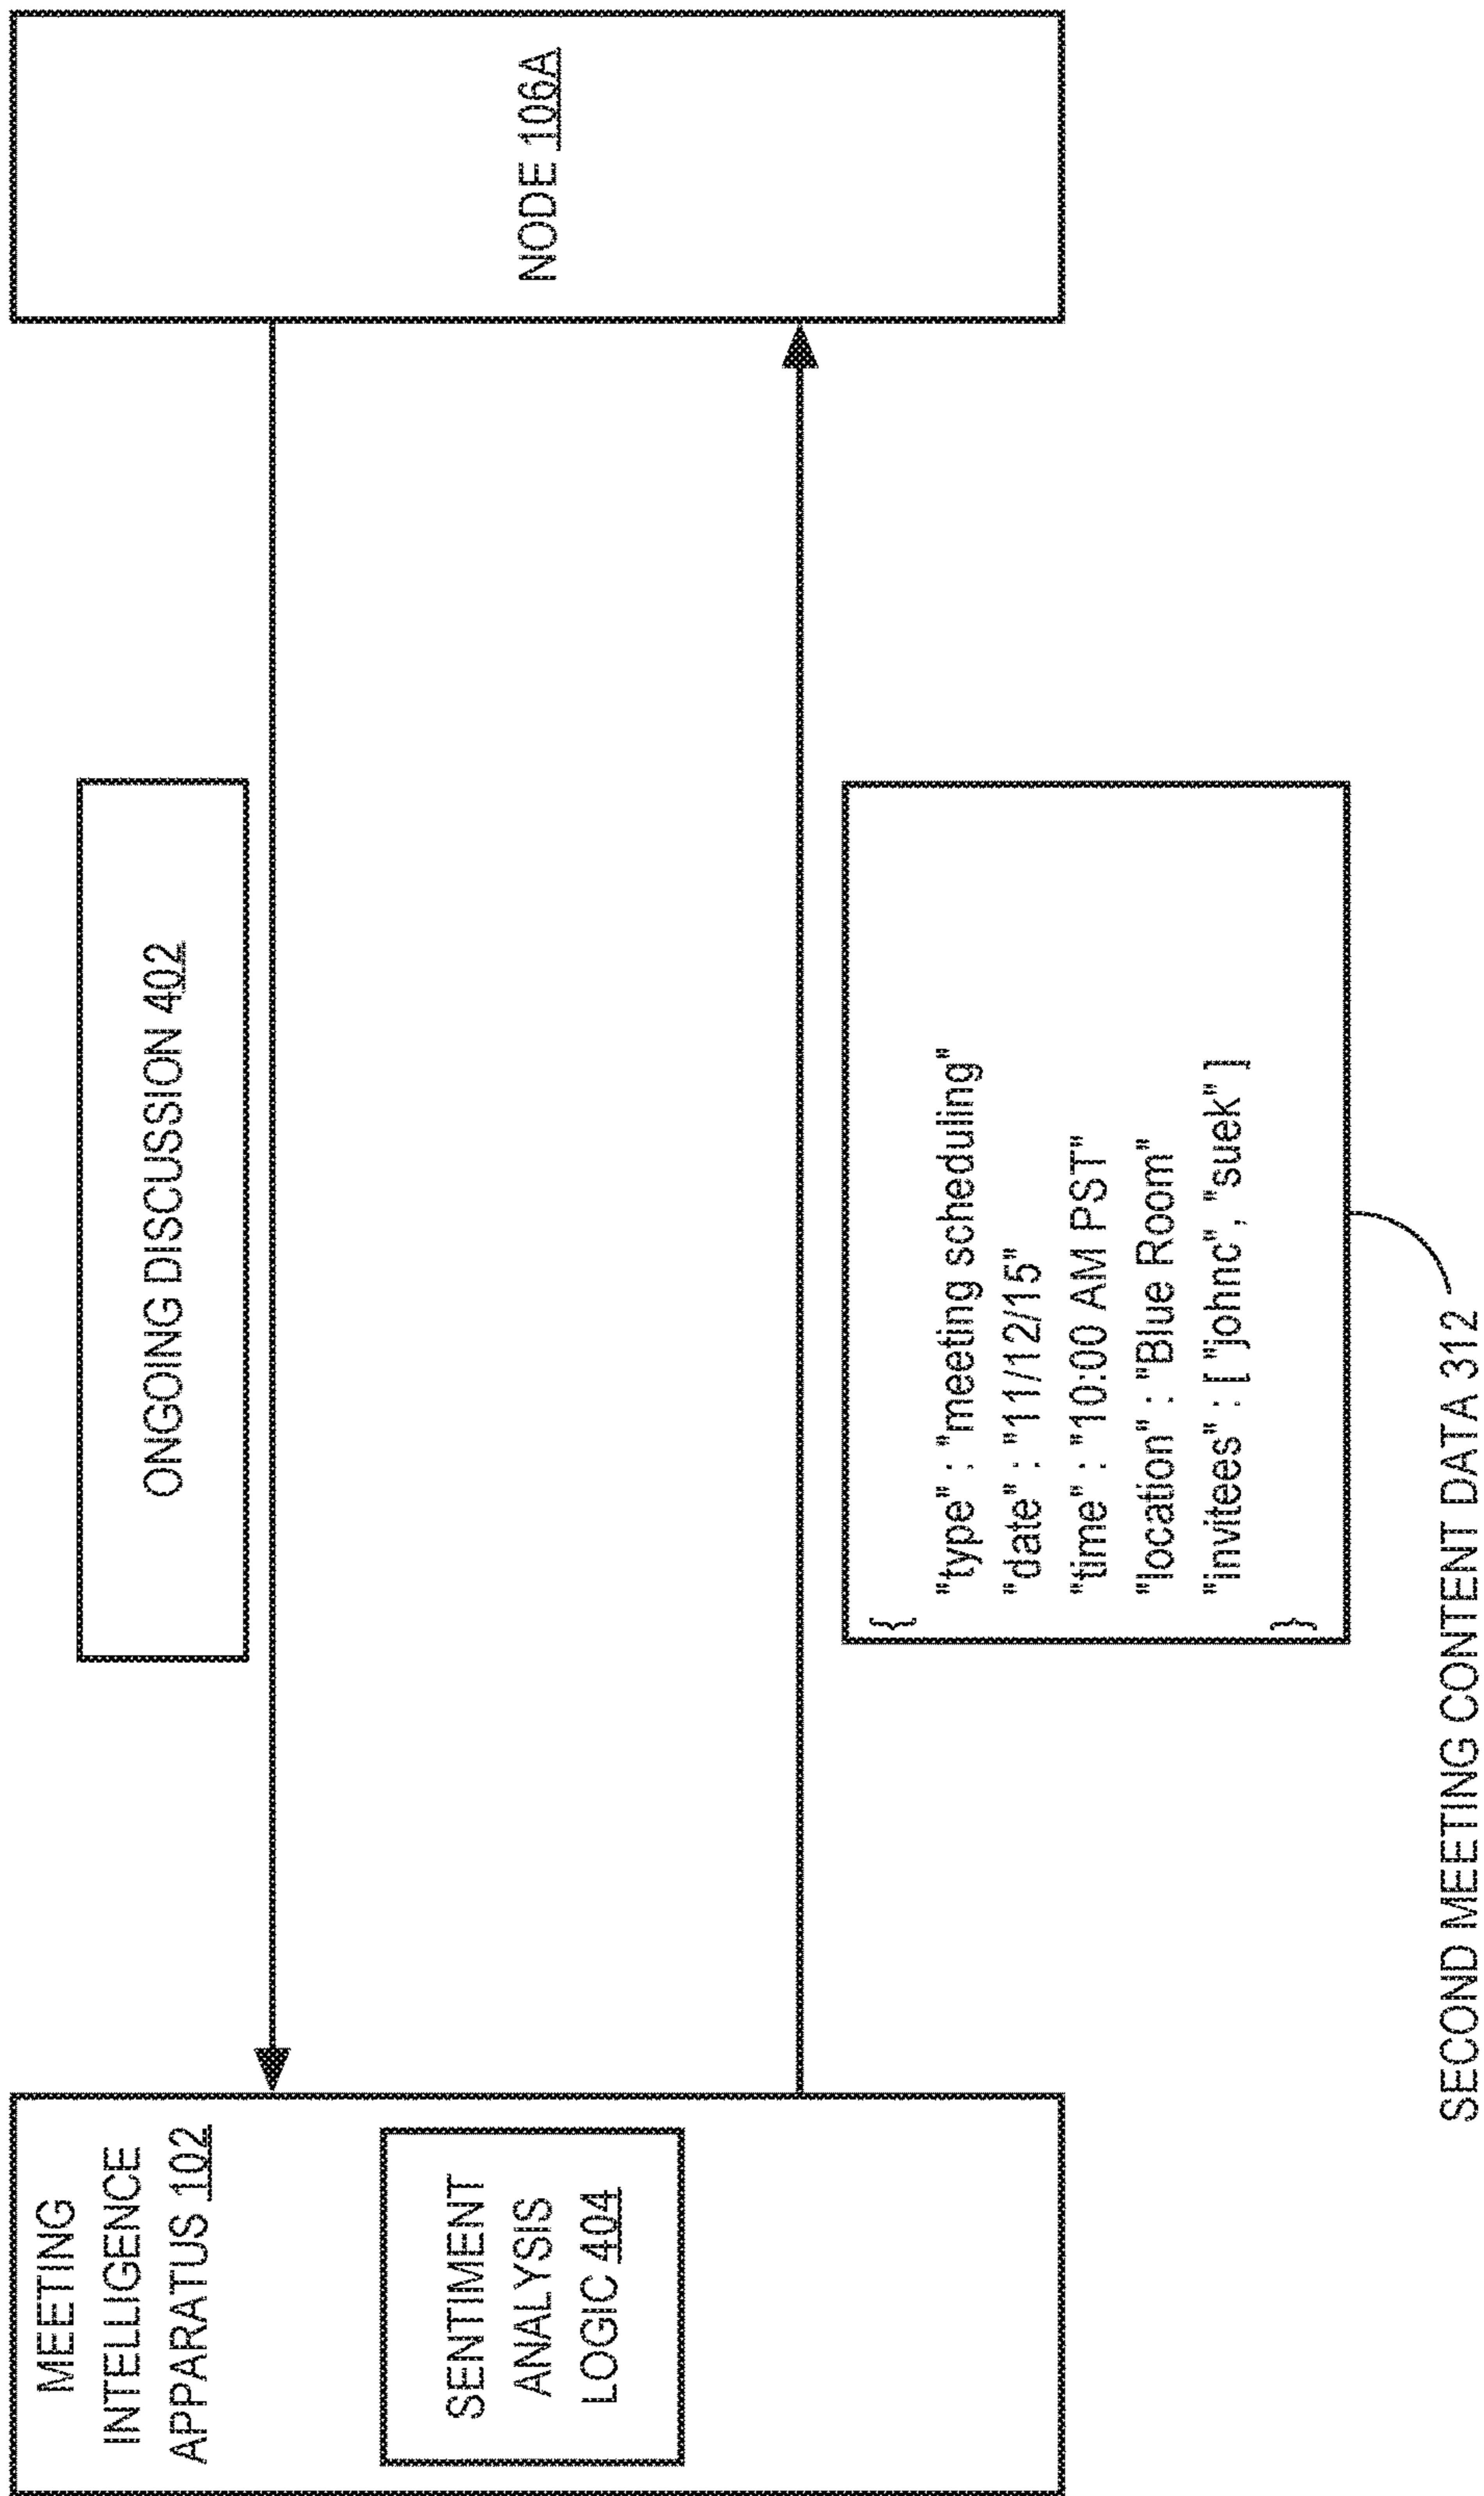 MEETING
INTELLIGENCE
APPARATUS 102
SENTIMENT
ANALYSIS
LOGIC 404
ONGOING DISCUSSION 402
NODE 106A
{
"type" : "meeting scheduling"
"date" : "11/12/15"
"time" : "10:00 AM PST"
"location" : "Blue Room"
"invitees" : [ "johnc", "suek" ]
}
SECOND MEETING CONTENT DATA 312